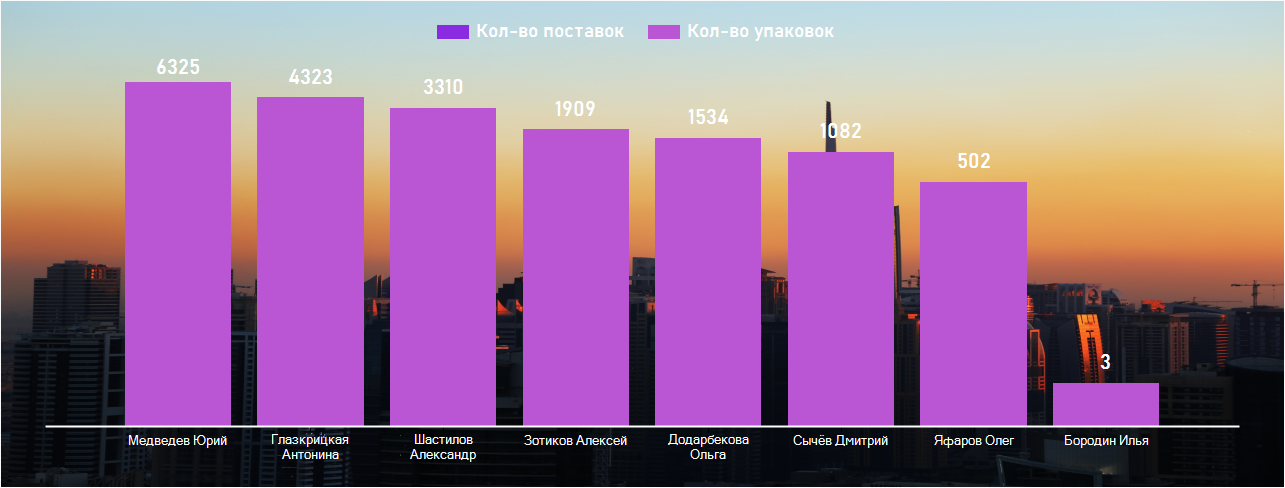 Кол-во поставок Кол-во упаковок
6325
4323
3310
1909
1534
1082
502
3
Медведев Юрий
Глазкрицкая
Антонина
Шастилов
Александр
Зотиков Алексей
Додарбекова
Ольга
Сычёв Дмитрий
Яфаров Олег
Бородин Илья